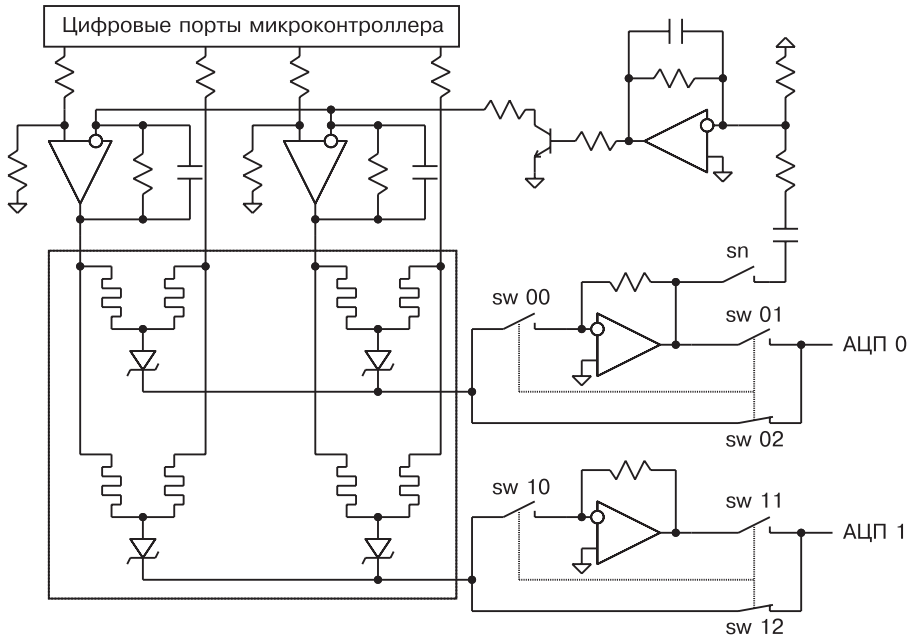 Цифровые порты микроконтроллера
sn
sw 00
sw 01
АЦП 0
sw 02
sw 10
sw 11
АЦП 1
sw 12